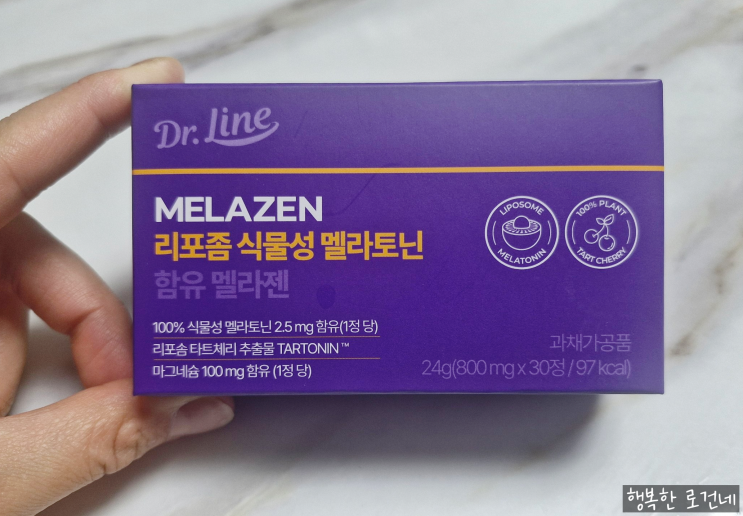 Dr. Line
MELAZEN
리포좀 식물성 멜라토닌
함유 멜라젠
LIPOSOME
MELATONIN
100% PLANT
TART CHERRY
100% 식물성 멜라토닌 2.5 mg 함유(1정 당)
리포솜 타트체리 추출물 TARTONIN™
마그네슘 100 mg 함유 (1정 당)
과채가공품
24g(800 mg x 30정 / 97 kcal)
행복한 로건네